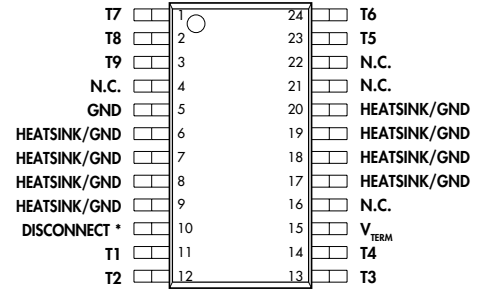 T7 1 24 T6
T8 2 23 T5
T9 3 22 N.C.
N.C. 4 21 N.C.
GND 5 20 HEATSINK/GND
HEATSINK/GND 6 19 HEATSINK/GND
HEATSINK/GND 7 18 HEATSINK/GND
HEATSINK/GND 8 17 HEATSINK/GND
HEATSINK/GND 9 16 N.C.
DISCONNECT * 10 15 VTERM
T1 11 14 T4
T2 12 13 T3